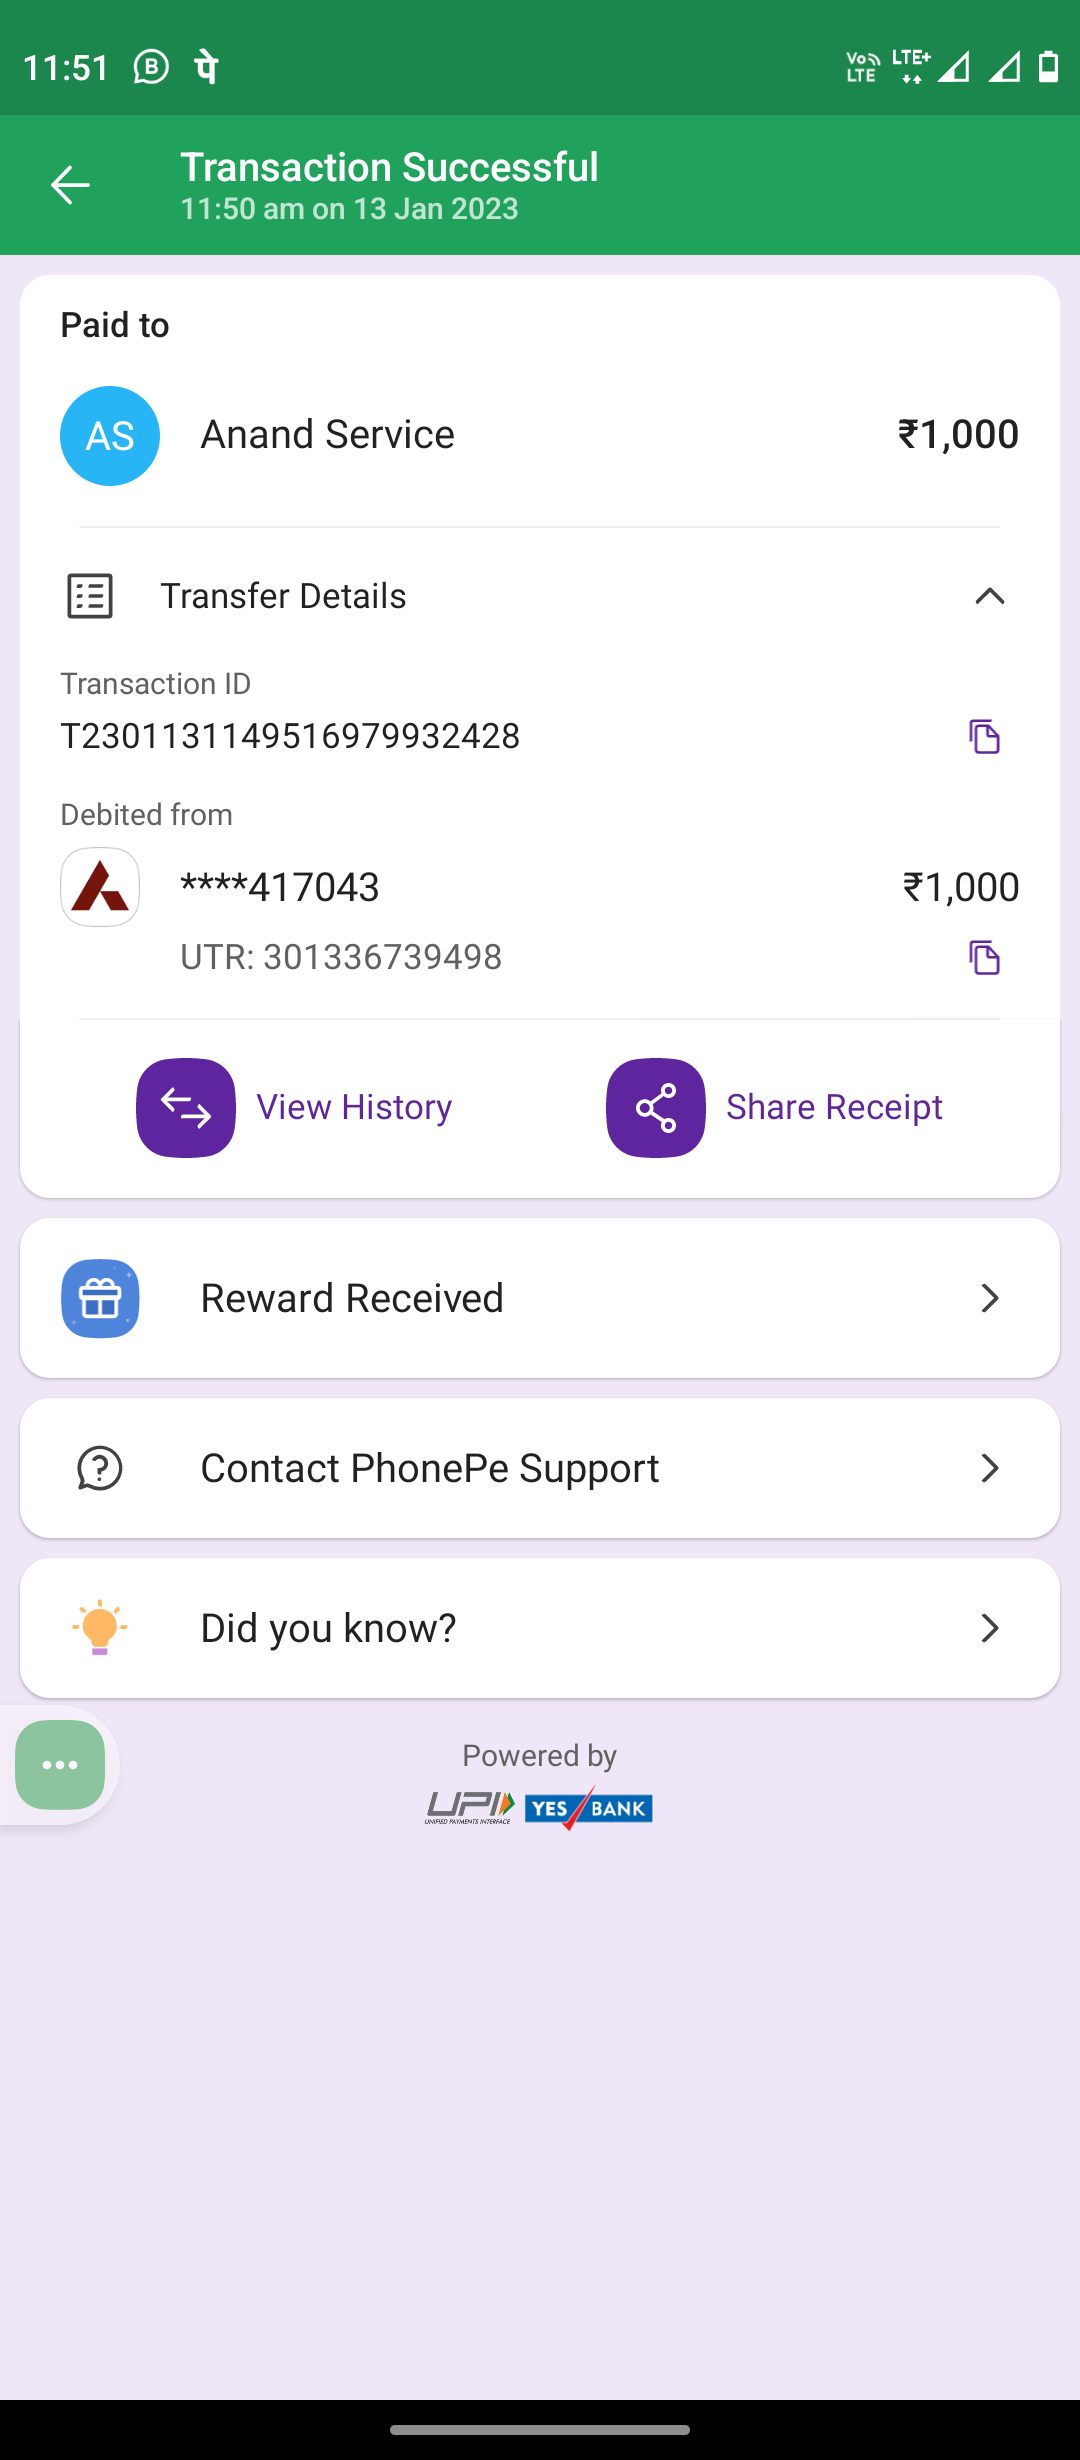 11:51 B पे Vo LTE LTE+
Transaction Successful
11:50 am on 13 Jan 2023
Paid to
AS Anand Service ₹1,000
Transfer Details
Transaction ID
T2301131149516979932428
Debited from
****417043 ₹1,000
UTR: 301336739498
View History Share Receipt
Reward Received
Contact PhonePe Support
Did you know?
Powered by
UPI YES BANK
UNIFIED PAYMENTS INTERFACE